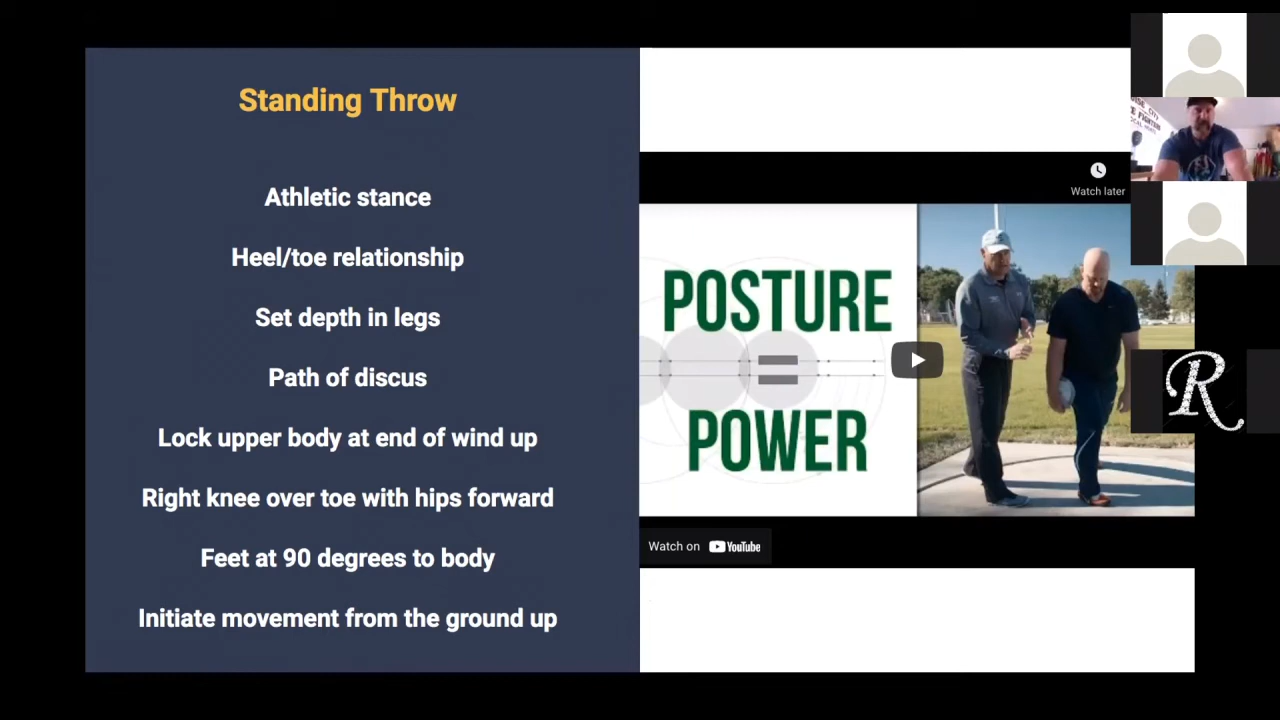 Standing Throw
Athletic stance
Heel/toe relationship
Set depth in legs
Path of discus
Lock upper body at end of wind up
Right knee over toe with hips forward
Feet at 90 degrees to body
Initiate movement from the ground up
Watch later
POSTURE
=
POWER
Watch on YouTube
R